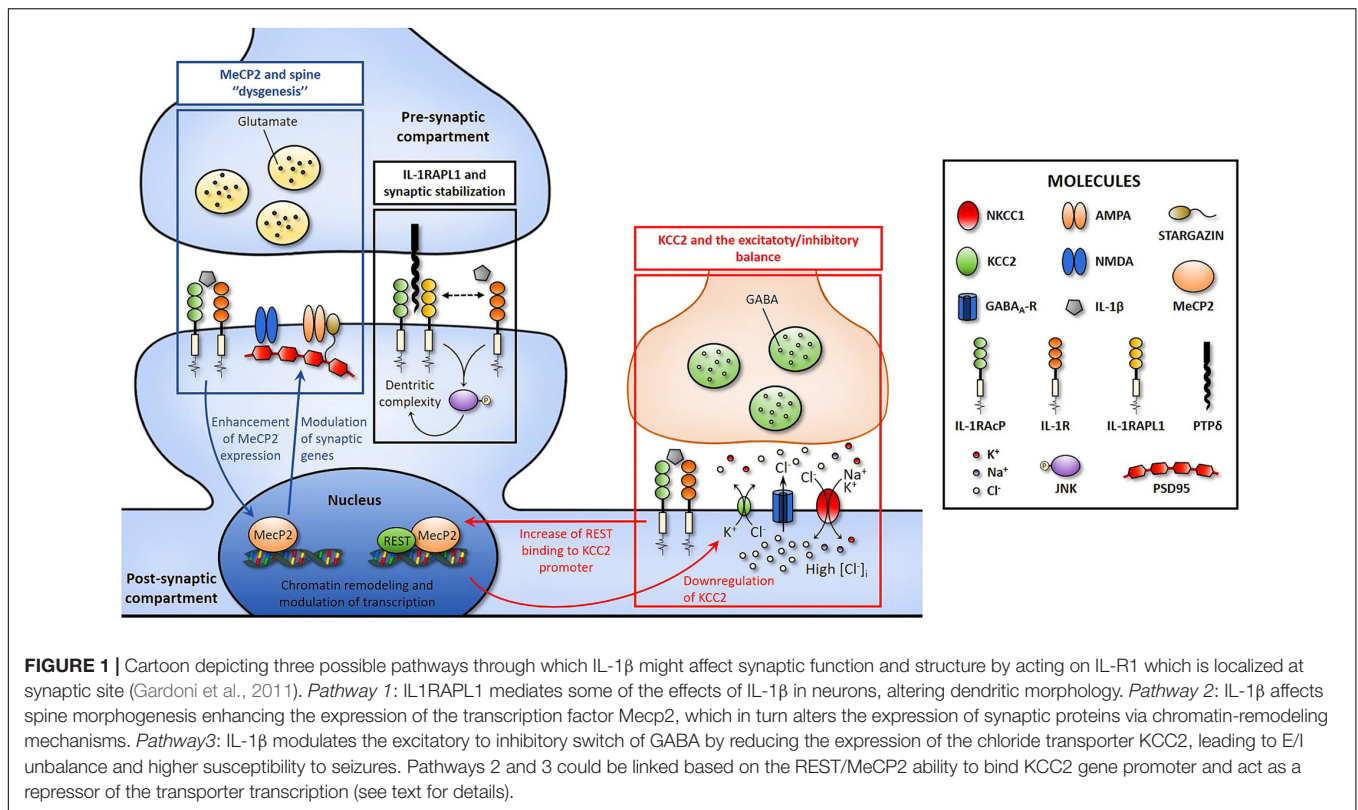 MeCP2 and spine
"dysgenesis"
Glutamate
Pre-synaptic
compartment
IL-1RAPL1 and
synaptic stabilization
Dentritic
complexity
P
Enhancement
of MeCP2
expression
Modulation
of synaptic
genes
Nucleus
MecP2
REST
MecP2
Chromatin remodeling and
modulation of transcription
Post-synaptic
compartment
KCC2 and the excitatoty/inhibitory
balance
GABA
Cl⁻
Cl⁻
Na⁺
K⁺
K⁺
Cl⁻
High [Cl⁻]i
Increase of REST
binding to KCC2
promoter
Downregulation
of KCC2
MOLECULES
NKCC1
AMPA
STARGAZIN
KCC2
NMDA
MeCP2
GABAA-R
IL-1β
IL-1RAcP
IL-1R
IL-1RAPL1
PTPδ
K⁺
Na⁺
Cl⁻
P
JNK
PSD95
FIGURE 1 | Cartoon depicting three possible pathways through which IL-1β might affect synaptic function and structure by acting on IL-R1 which is localized at
synaptic site (Gardoni et al., 2011). Pathway 1: IL1RAPL1 mediates some of the effects of IL-1β in neurons, altering dendritic morphology. Pathway 2: IL-1β affects
spine morphogenesis enhancing the expression of the transcription factor Mecp2, which in turn alters the expression of synaptic proteins via chromatin-remodeling
mechanisms. Pathway3: IL-1β modulates the excitatory to inhibitory switch of GABA by reducing the expression of the chloride transporter KCC2, leading to E/I
unbalance and higher susceptibility to seizures. Pathways 2 and 3 could be linked based on the REST/MeCP2 ability to bind KCC2 gene promoter and act as a
repressor of the transporter transcription (see text for details).